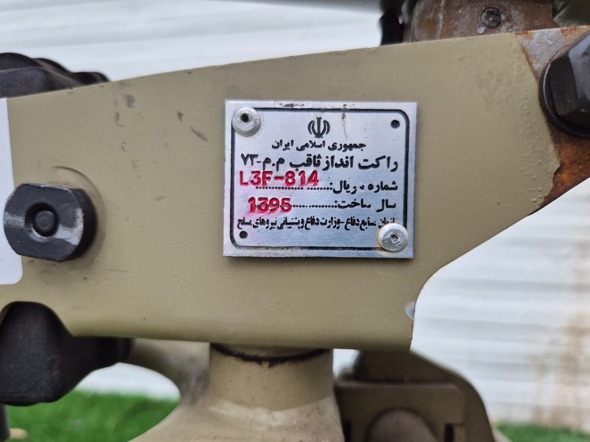 جمهوری اسلامی ایران
راکت انداز ثاقب م.م-۷۳
شماره سریال:.......... L3F-814
سال ساخت:............. 1395
سازمان صنایع دفاع-وزارت دفاع و پشتیبانی نیروهای مسلح